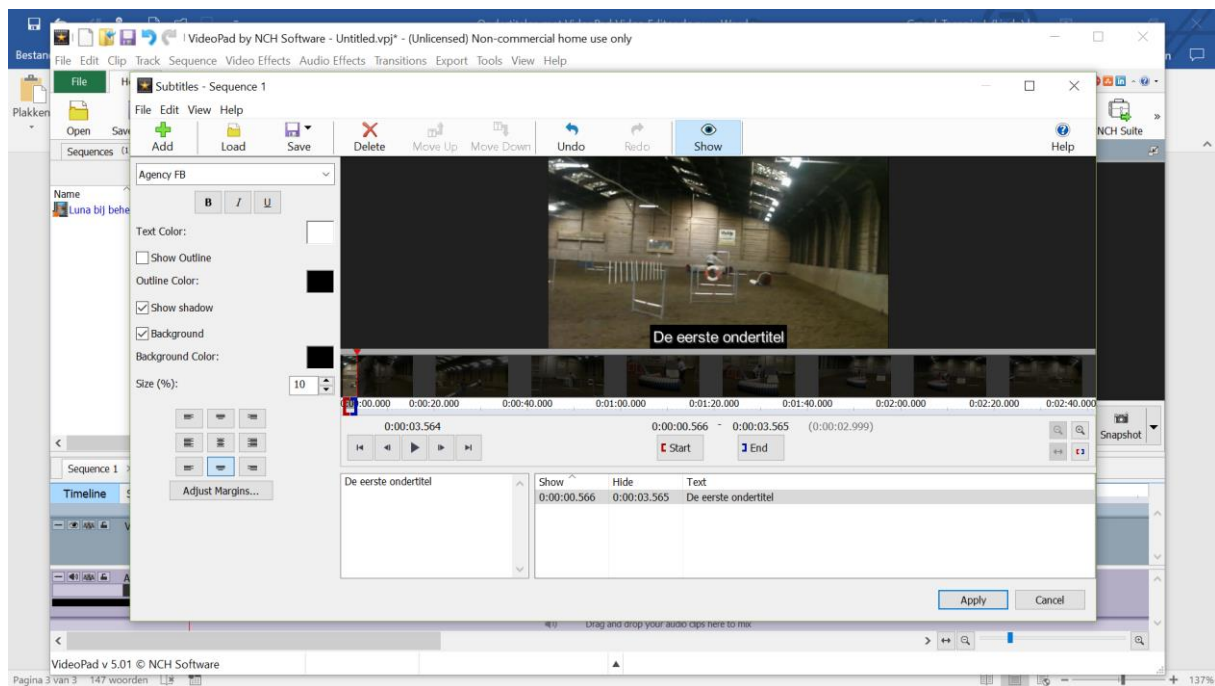 VideoPad by NCH Software - Untitled.vpj* - (Unlicensed) Non-commercial home use only
Bestan
File Edit Clip Track Sequence Video Effects Audio Effects Transitions Export Tools View Help
File
Subtitles - Sequence 1
Plakken
File Edit View Help
Open
Add Load Save Delete Move Up Move Down Undo Redo Show Help
NCH Suite
Sequences
Agency FB
Name
Luna bij behe
B I U
Text Color:
Show Outline
Outline Color:
Show shadow
Background
De eerste ondertitel
Background Color:
Size (%): 10
0:00:00.000 0:00:20.000 0:00:40.000 0:01:00.000 0:01:20.000 0:01:40.000 0:02:00.000 0:02:20.000 0:02:40.000
0:00:03.564 0:00:00.566 - 0:00:03.565 (0:00:02.999)
Start End
Snapshot
Sequence 1
Adjust Margins...
Timeline
De eerste ondertitel
Show Hide Text
0:00:00.566 0:00:03.565 De eerste ondertitel
Apply Cancel
Drag and drop your audio clips here to mix
VideoPad v 5.01 © NCH Software
Pagina 3 van 3 147 woorden 137%